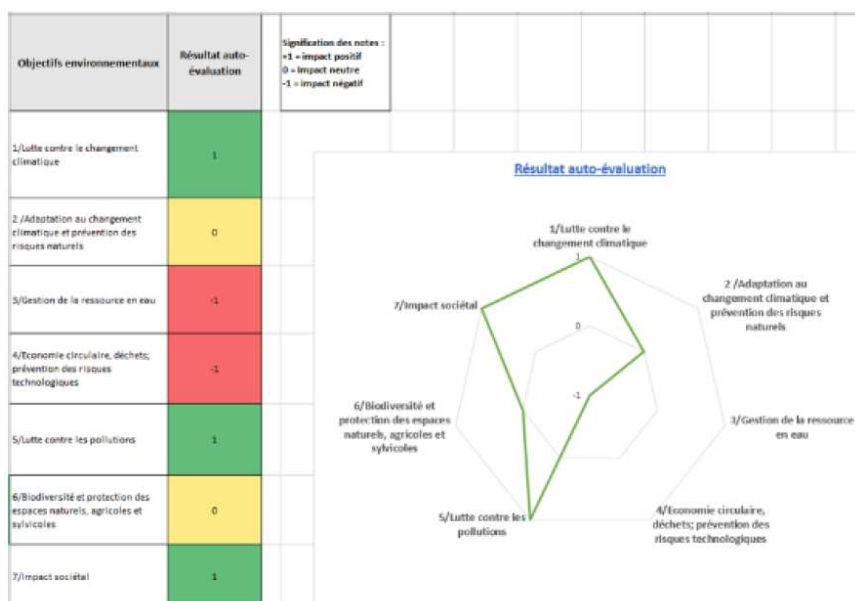 Objectifs environnementaux
Résultat auto-
évaluation
Signification des notes :
+1 = impact positif
0 = Impact neutre
-1 = impact négatif
1/Lutte contre le changement
climatique
1
2 /Adaptation au changement
climatique et prévention des
risques naturels
0
3/Gestion de la ressource en eau
-1
4/Economie circulaire, déchets;
prévention des risques
technologiques
-1
5/Lutte contre les pollutions
1
6/Biodiversité et protection des
espaces naturels, agricoles et
sylvicoles
0
7/Impact sociétal
1
Résultat auto-évaluation
1/Lutte contre le
changement climatique
1
2 /Adaptation au
changement climatique et
prévention des risques
naturels
7/Impact sociétal
0
-1
6/Biodiversité et
protection des espaces
naturels, agricoles et
sylvicoles
3/Gestion de la ressource
en eau
5/Lutte contre les
pollutions
4/Economie circulaire,
déchets; prévention des
risques technologiques